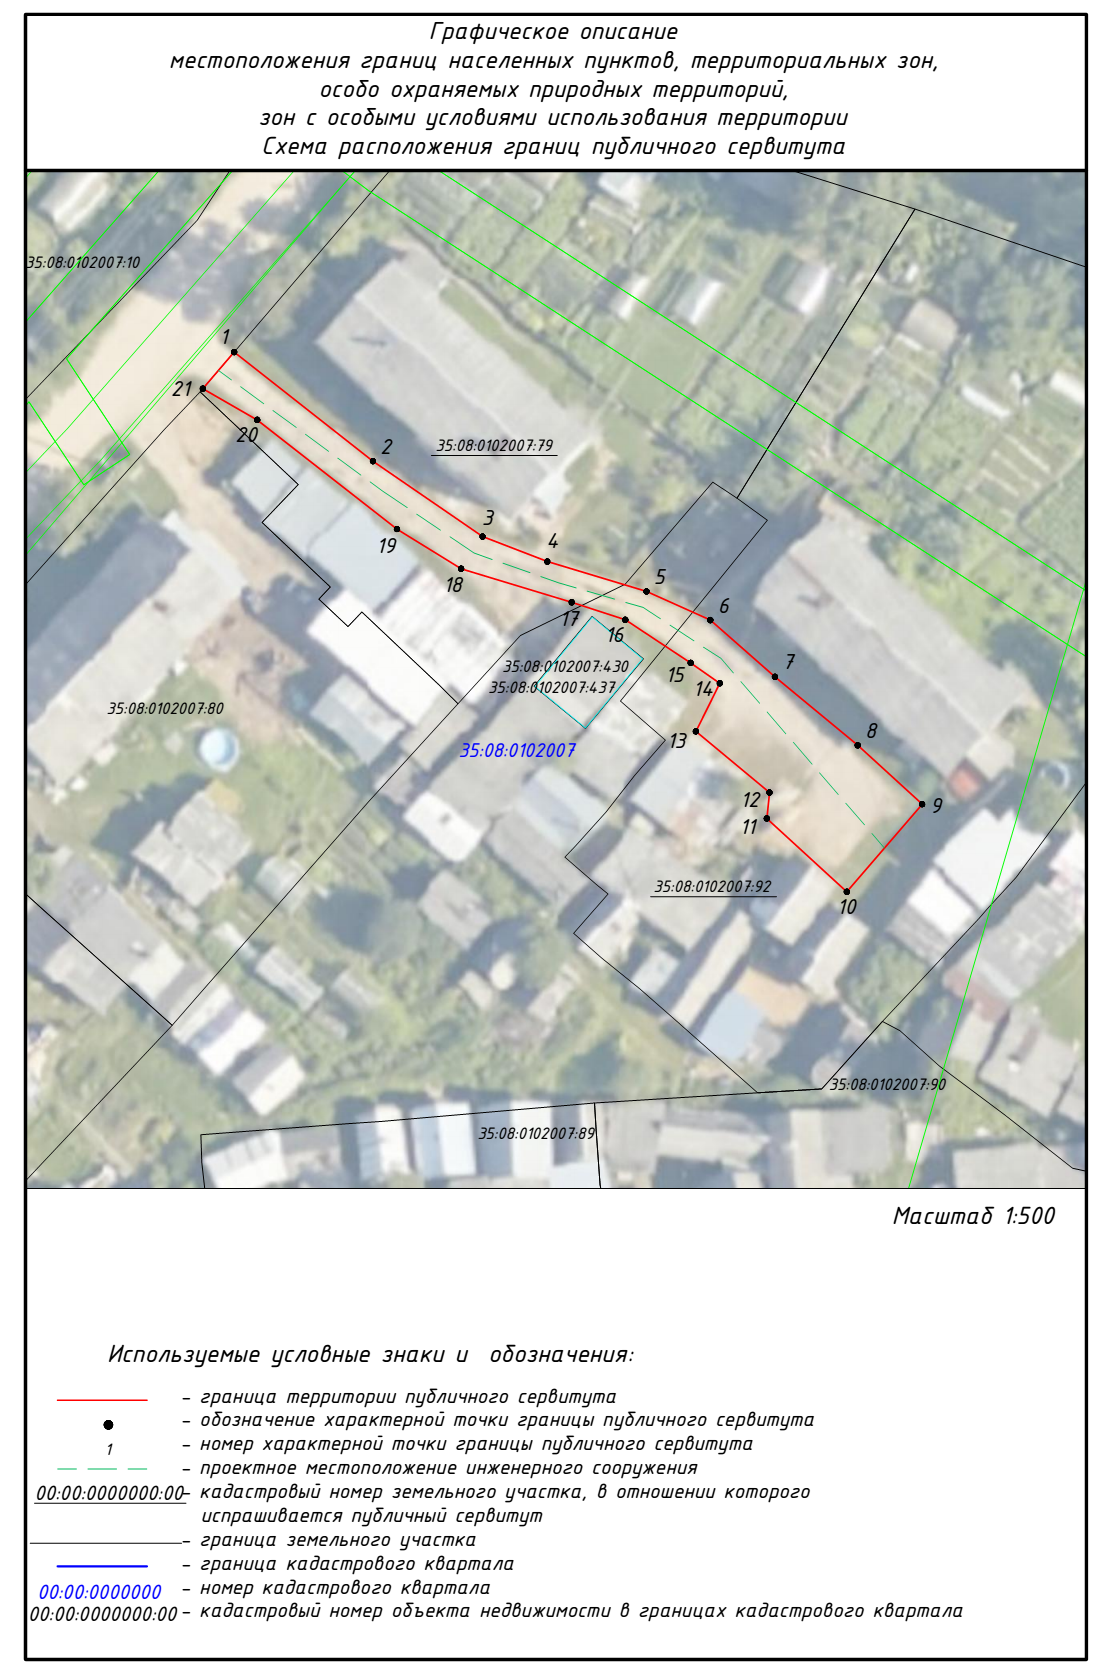 Графическое описание
местоположения границ населенных пунктов, территориальных зон,
особо охраняемых природных территорий,
зон с особыми условиями использования территории
Схема расположения границ публичного сервитута
35:08:0102007:10
1
21
20
2
35:08:0102007:79
3
19
4
18
5
17
6
16
35:08:0102007:430
15
7
35:08:0102007:437
14
35:08:0102007:80
8
13
35:08:0102007
12
9
11
35:08:0102007:92
10
35:08:0102007:90
35:08:0102007:89
Масштаб 1:500
Используемые условные знаки и обозначения:
- граница территории публичного сервитута
- обозначение характерной точки границы публичного сервитута
1 - номер характерной точки границы публичного сервитута
- проектное местоположение инженерного сооружения
00:00:0000000:00 - кадастровый номер земельного участка, в отношении которого
испрашивается публичный сервитут
- граница земельного участка
- граница кадастрового квартала
00:00:0000000 - номер кадастрового квартала
00:00:0000000:00 - кадастровый номер объекта недвижимости в границах кадастрового квартала